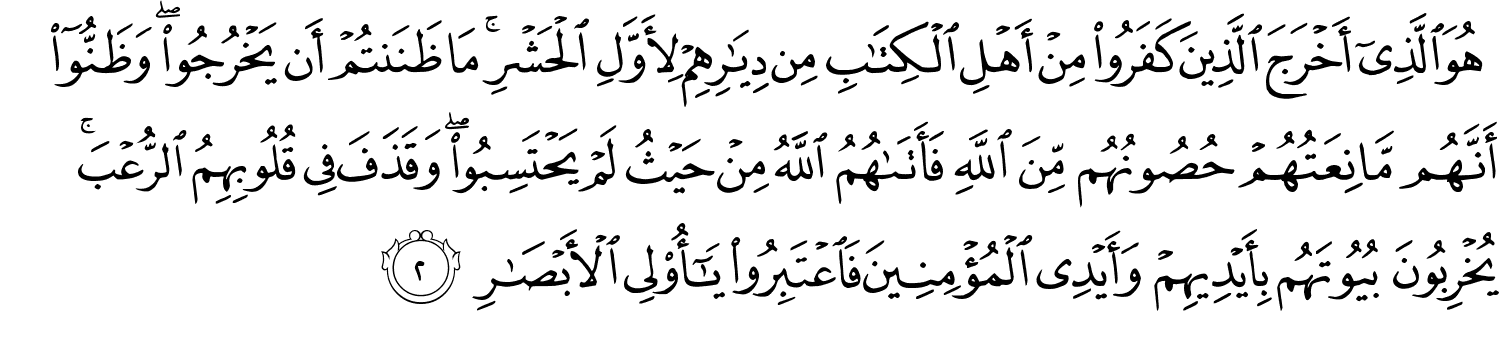 هُوَ ٱلَّذِىٓ أَخْرَجَ ٱلَّذِينَ كَفَرُوا۟ مِنْ أَهْلِ ٱلْكِتَـٰبِ مِن دِيَـٰرِهِمْ لِأَوَّلِ ٱلْحَشْرِ ۚ مَا ظَنَنتُمْ أَن يَخْرُجُوا۟ ۖ وَظَنُّوٓا۟
أَنَّهُم مَّانِعَتُهُمْ حُصُونُهُم مِّنَ ٱللَّهِ فَأَتَىٰهُمُ ٱللَّهُ مِنْ حَيْثُ لَمْ يَحْتَسِبُوا۟ ۖ وَقَذَفَ فِى قُلُوبِهِمُ ٱلرُّعْبَ ۚ
يُخْرِبُونَ بُيُوتَهُم بِأَيْدِيهِمْ وَأَيْدِى ٱلْمُؤْمِنِينَ فَٱعْتَبِرُوا۟ يَـٰٓأُو۟لِى ٱلْأَبْصَـٰرِ ٢